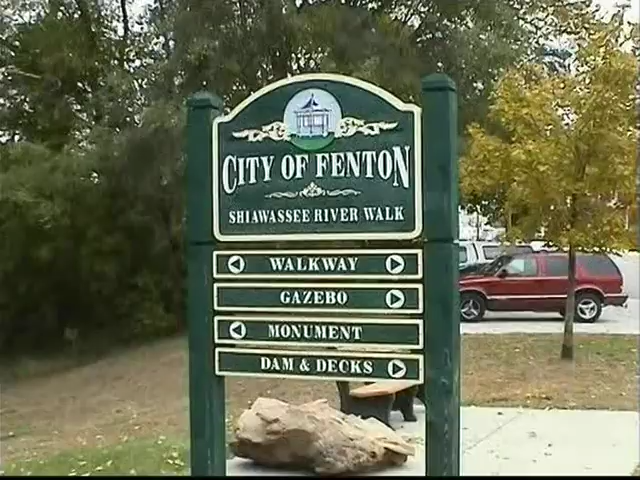 CITY OF FENTON
SHIAWASSEE RIVER WALK
WALKWAY
GAZEBO
MONUMENT
DAM & DECKS